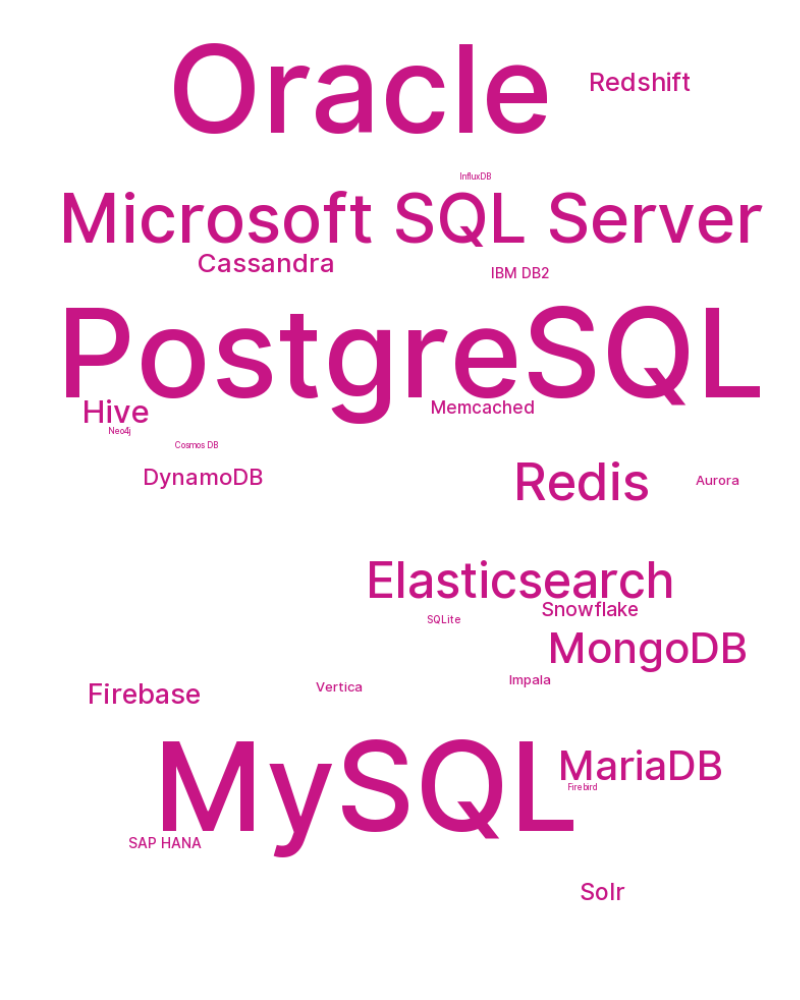 Oracle
Redshift
InfluxDB
Microsoft SQL Server
Cassandra
IBM DB2
PostgreSQL
Hive
Memcached
Neo4j
Cosmos DB
DynamoDB
Redis
Aurora
Elasticsearch
Snowflake
SQLite
MongoDB
Impala
Vertica
Firebase
MySQL
MariaDB
Firebird
SAP HANA
Solr